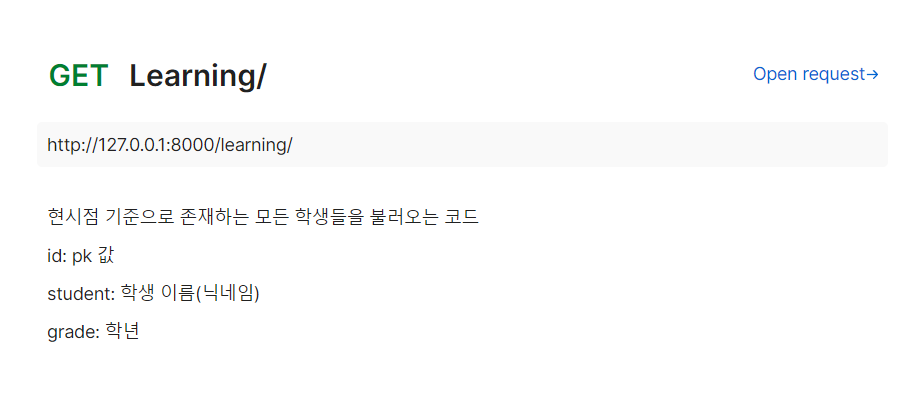 GET Learning/
Open request→
http://127.0.0.1:8000/learning/
현시점 기준으로 존재하는 모든 학생들을 불러오는 코드
id: pk 값
student: 학생 이름(닉네임)
grade: 학년